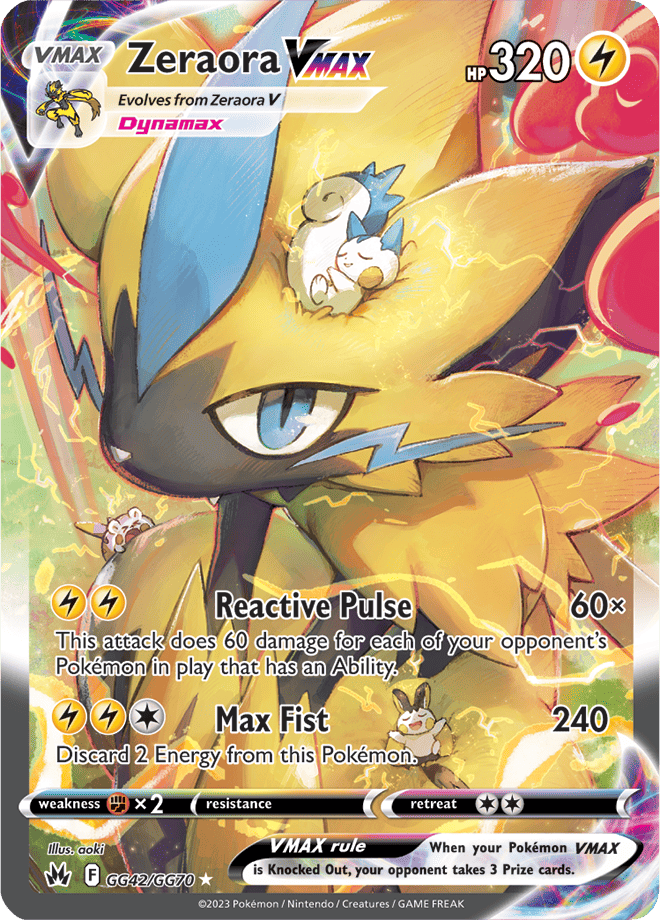 VMAX
Zeraora VMAX
HP 320
Evolves from Zeraora V
Dynamax
Reactive Pulse 60×
This attack does 60 damage for each of your opponent's
Pokémon in play that has an Ability.
Max Fist 240
Discard 2 Energy from this Pokémon.
weakness ×2 resistance retreat
Illus. aoki
VMAX rule When your Pokémon VMAX
is Knocked Out, your opponent takes 3 Prize cards.
F GG42/GG70
©2023 Pokémon / Nintendo / Creatures / GAME FREAK